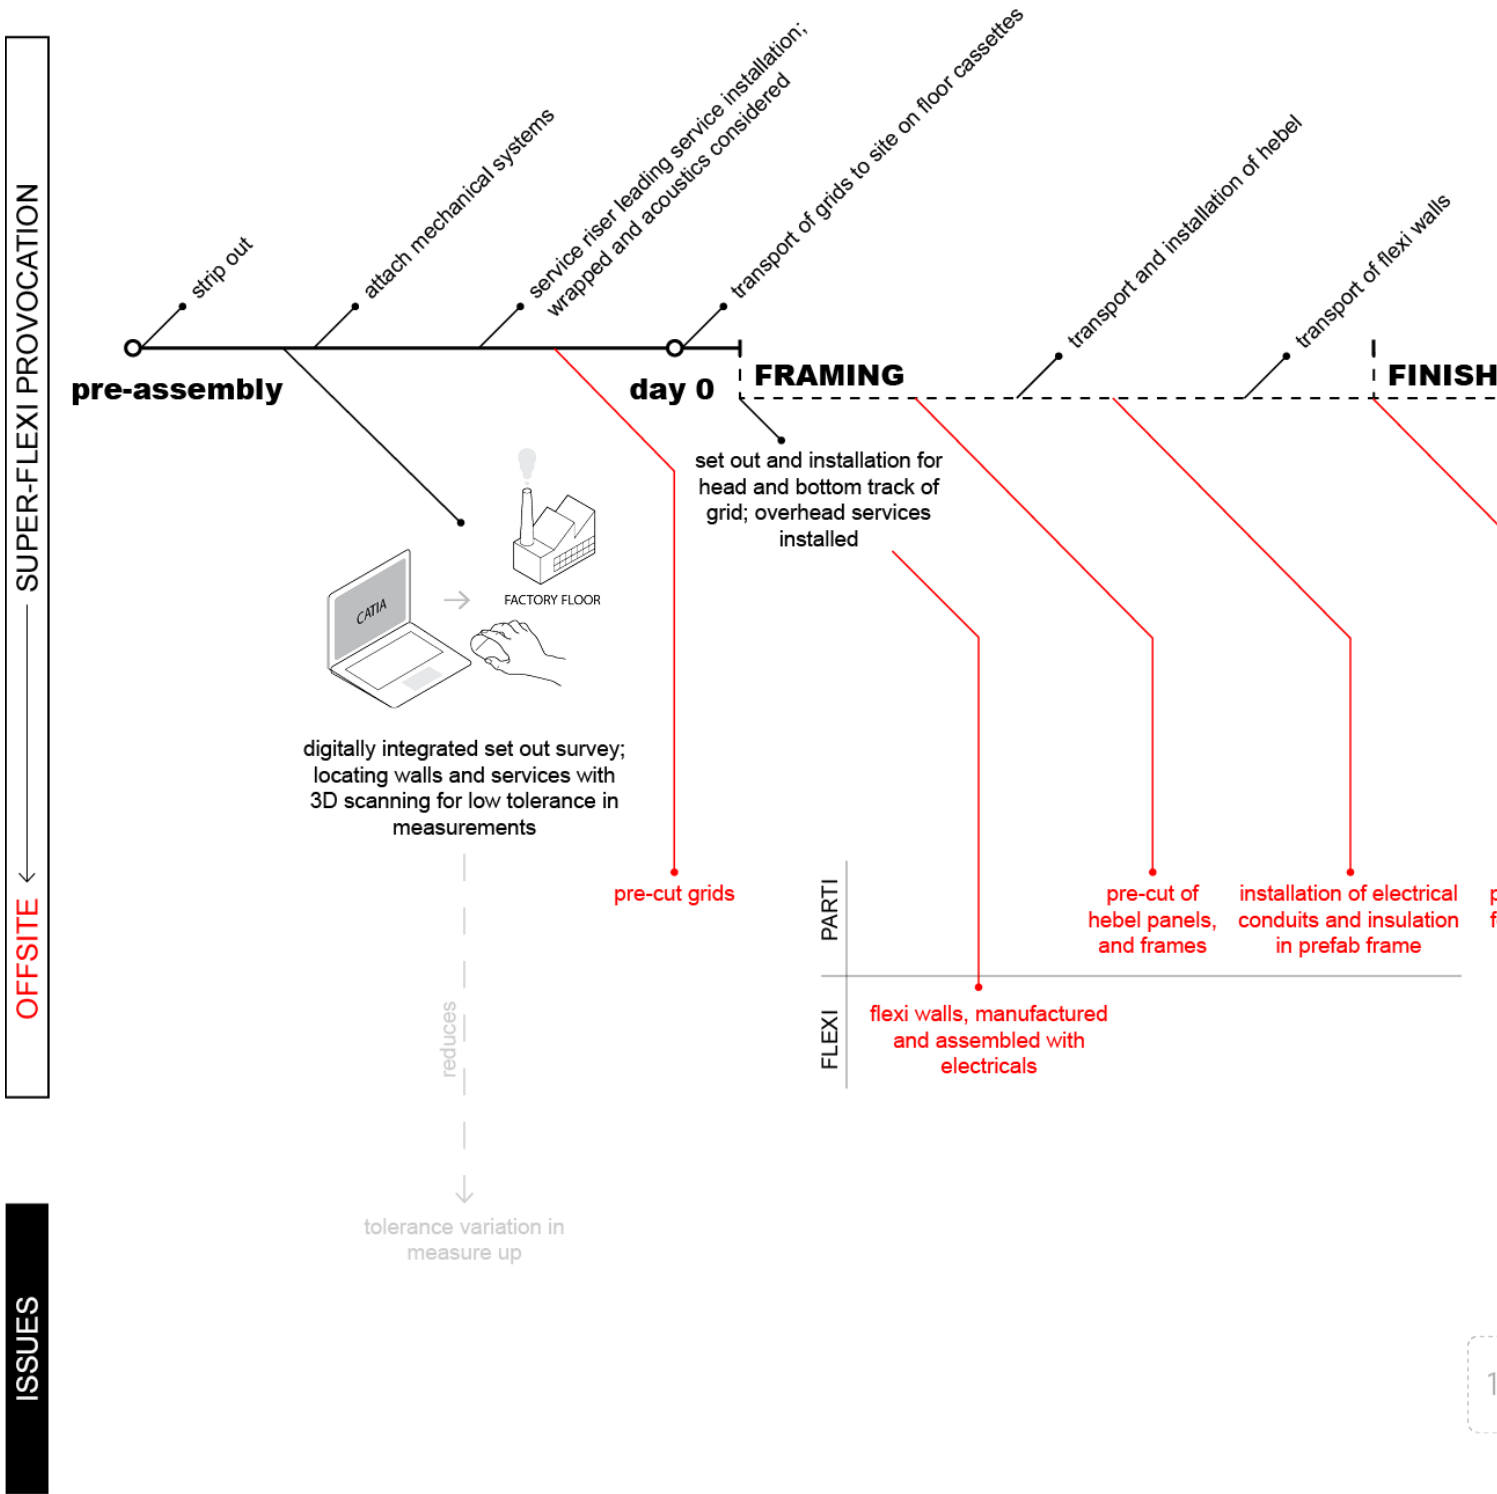 SUPER-FLEXI PROVOCATION
OFFSITE
ISSUES
strip out
attach mechanical systems
service riser leading service installation;
wrapped and acoustics considered
transport of grids to site on floor cassettes
transport and installation of hebel
transport of flexi walls
pre-assembly
day 0
FRAMING
FINISH
set out and installation for
head and bottom track of
grid; overhead services
installed
CATIA
FACTORY FLOOR
digitally integrated set out survey;
locating walls and services with
3D scanning for low tolerance in
measurements
pre-cut grids
PARTI
pre-cut of
hebel panels,
and frames
installation of electrical
conduits and insulation
in prefab frame
FLEXI
flexi walls, manufactured
and assembled with
electricals
reduces
tolerance variation in
measure up
1